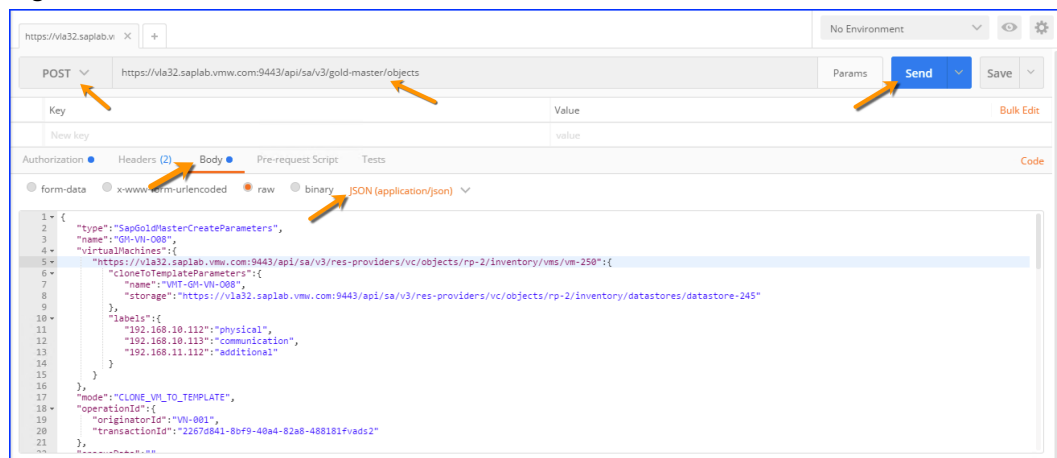 https://vla32.saplab.vi
No Environment
POST https://vla32.saplab.vmw.com:9443/api/sa/v3/gold-master/objects Params Send Save
Key Value Bulk Edit
New key value
Authorization Headers (2) Body Pre-request Script Tests Code
form-data x-www-form-urlencoded raw binary JSON (application/json)
1 {
2 "type":"SapGoldMasterCreateParameters",
3 "name":"GM-VN-O08",
4 "virtualMachines":{
5 "https://vla32.saplab.vmw.com:9443/api/sa/v3/res-providers/vc/objects/rp-2/inventory/vms/vm-250":{
6 "cloneToTemplateParameters":{
7 "name":"VMT-GM-VN-O08",
8 "storage":"https://vla32.saplab.vmw.com:9443/api/sa/v3/res-providers/vc/objects/rp-2/inventory/datastores/datastore-245"
9 },
10 "labels":{
11 "192.168.10.112":"physical",
12 "192.168.10.113":"communication",
13 "192.168.11.112":"additional"
14 }
15 }
16 },
17 "mode":"CLONE_VM_TO_TEMPLATE",
18 "operationId":{
19 "originatorId":"VN-001",
20 "transactionId":"2267d841-8bf9-40a4-82a8-488181fvads2"
21 },